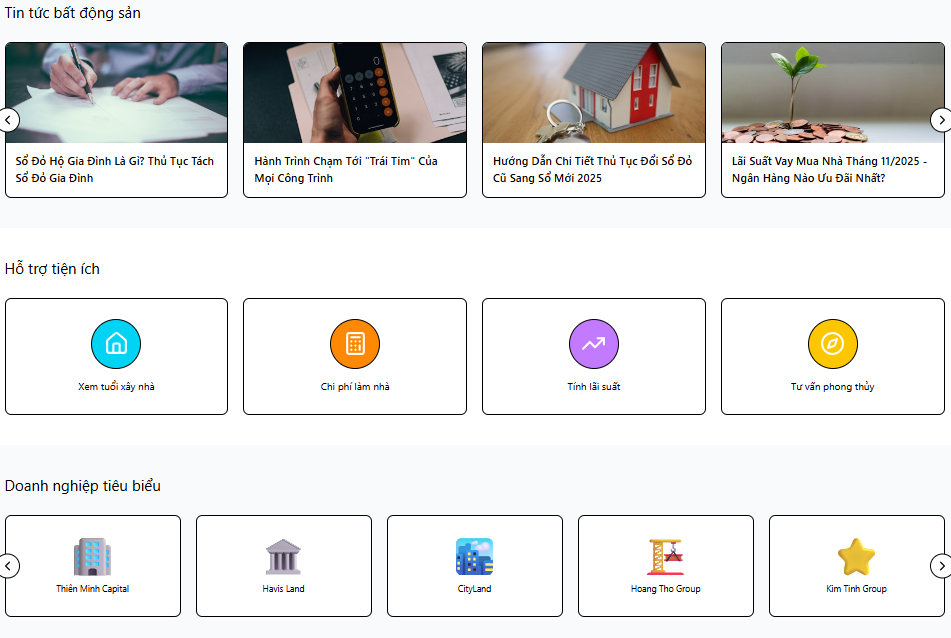 Tin tức bất động sản
Sổ Đỏ Hộ Gia Đình Là Gì? Thủ Tục Tách
Sổ Đỏ Gia Đình
Hành Trình Chạm Tới "Trái Tim" Của
Mọi Công Trình
Hướng Dẫn Chi Tiết Thủ Tục Đổi Sổ Đỏ
Cũ Sang Sổ Mới 2025
Lãi Suất Vay Mua Nhà Tháng 11/2025 -
Ngân Hàng Nào Ưu Đãi Nhất?
Hỗ trợ tiện ích
Xem tuổi xây nhà
Chi phí làm nhà
Tính lãi suất
Tư vấn phong thủy
Doanh nghiệp tiêu biểu
Thiên Minh Capital
Havis Land
CityLand
Hoang Tho Group
Kim Tinh Group